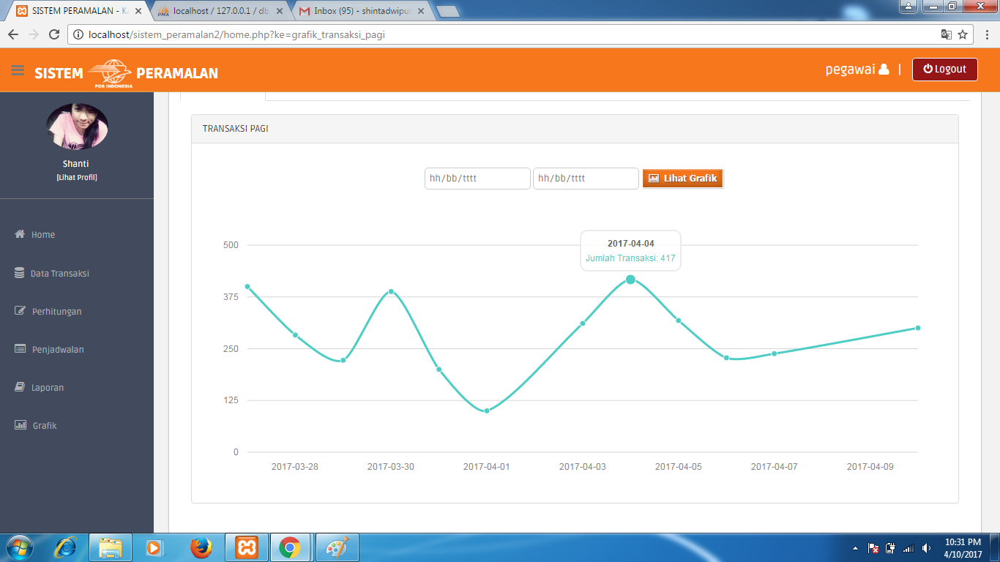 SISTEM PERAMALAN - Ka
localhost / 127.0.0.1 / db
Inbox (95) - shintadwipus
localhost/sistem_peramalan2/home.php?ke=grafik_transaksi_pagi
SISTEM POS INDONESIA PERAMALAN
pegawai | Logout
Shanti
[Lihat Profil]
Home
Data Transaksi
Perhitungan
Penjadwalan
Laporan
Grafik
TRANSAKSI PAGI
hh/bb/tttt hh/bb/tttt Lihat Grafik
2017-04-04
Jumlah Transaksi: 417
500
375
250
125
0
2017-03-28 2017-03-30 2017-04-01 2017-04-03 2017-04-05 2017-04-07 2017-04-09
10:31 PM
4/10/2017